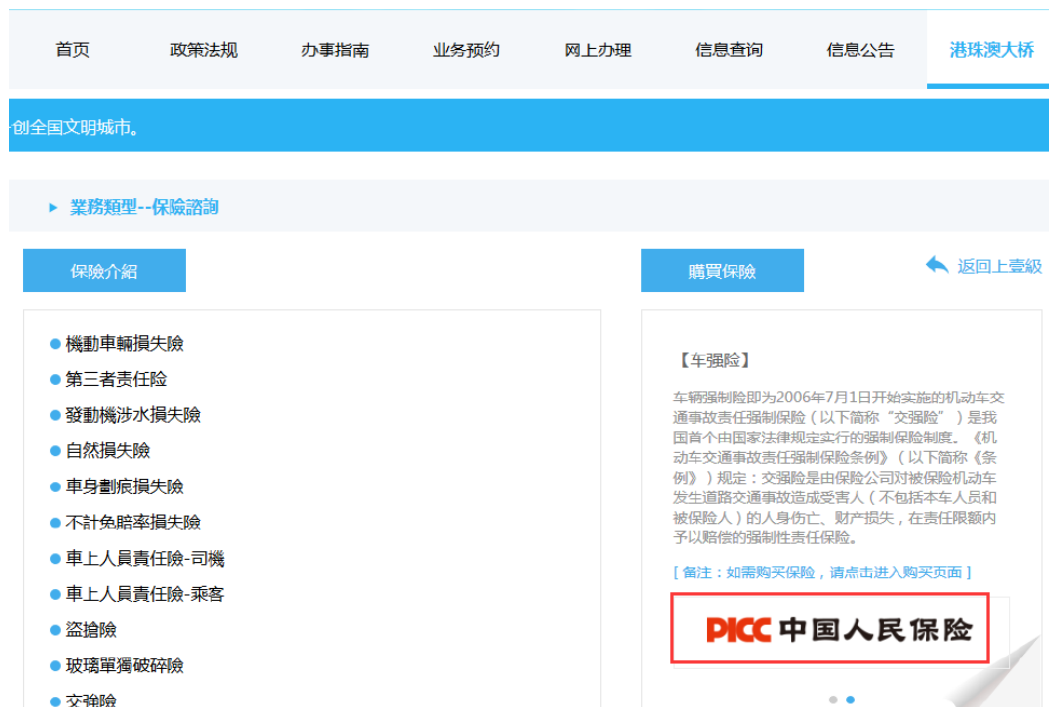 首页 政策法规 办事指南 业务预约 网上办理 信息查询 信息公告 港珠澳大桥
创全国文明城市。
業務類型--保險諮詢
保險介紹
機動車輛損失險
第三者责任险
發動機涉水損失險
自然損失險
車身劃痕損失險
不計免賠率損失險
車上人員責任險-司機
車上人員責任險-乘客
盜搶險
玻璃單獨破碎險
交強險
購買保險
返回上壹級
【车强险】
车辆强制险即为2006年7月1日开始实施的机动车交
通事故责任强制保险（以下简称“交强险”）是我
国首个由国家法律规定实行的强制保险制度。《机
动车交通事故责任强制保险条例》（以下简称《条
例》）规定：交强险是由保险公司对被保险机动车
发生道路交通事故造成受害人（不包括本车人员和
被保险人）的人身伤亡、财产损失，在责任限额内
予以赔偿的强制性责任保险。
[ 备注：如需购买保险，请点击进入购买页面 ]
PICC 中国人民保险